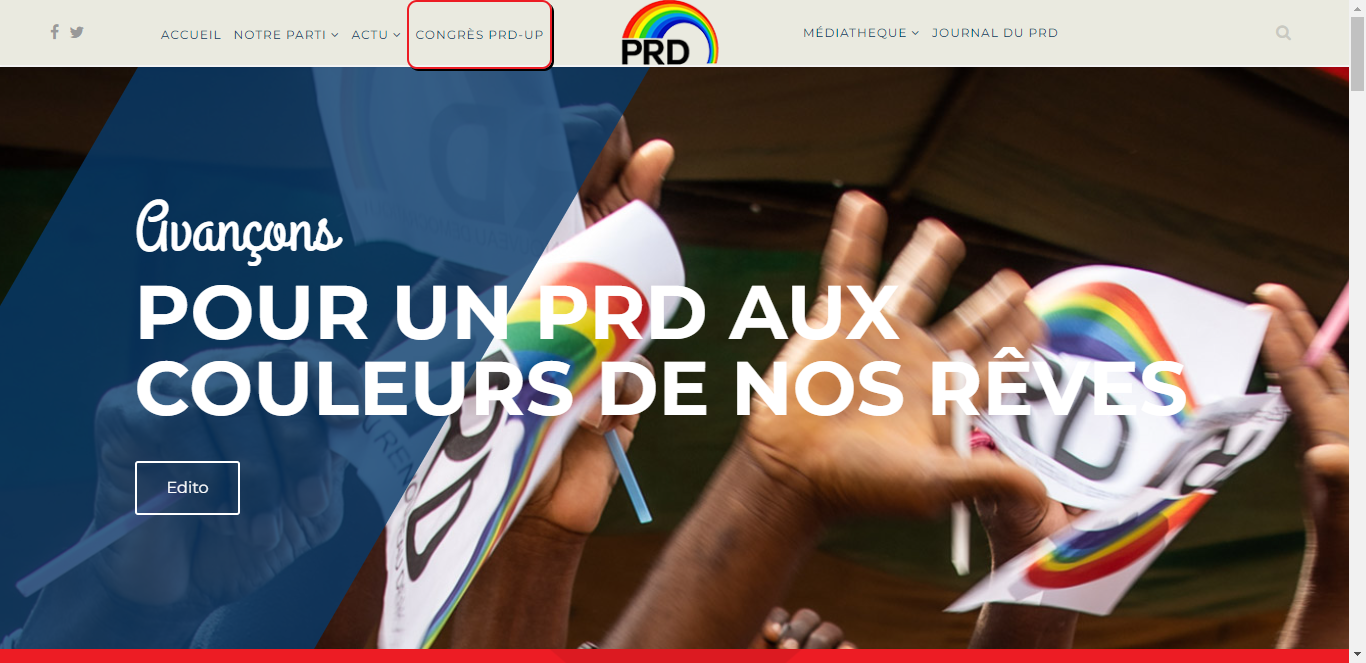 ACCUEIL NOTRE PARTI ACTU CONGRÈS PRD-UP PRD MÉDIATHEQUE JOURNAL DU PRD
Avançons
POUR UN PRD AUX
COULEURS DE NOS RÊVES
Edito